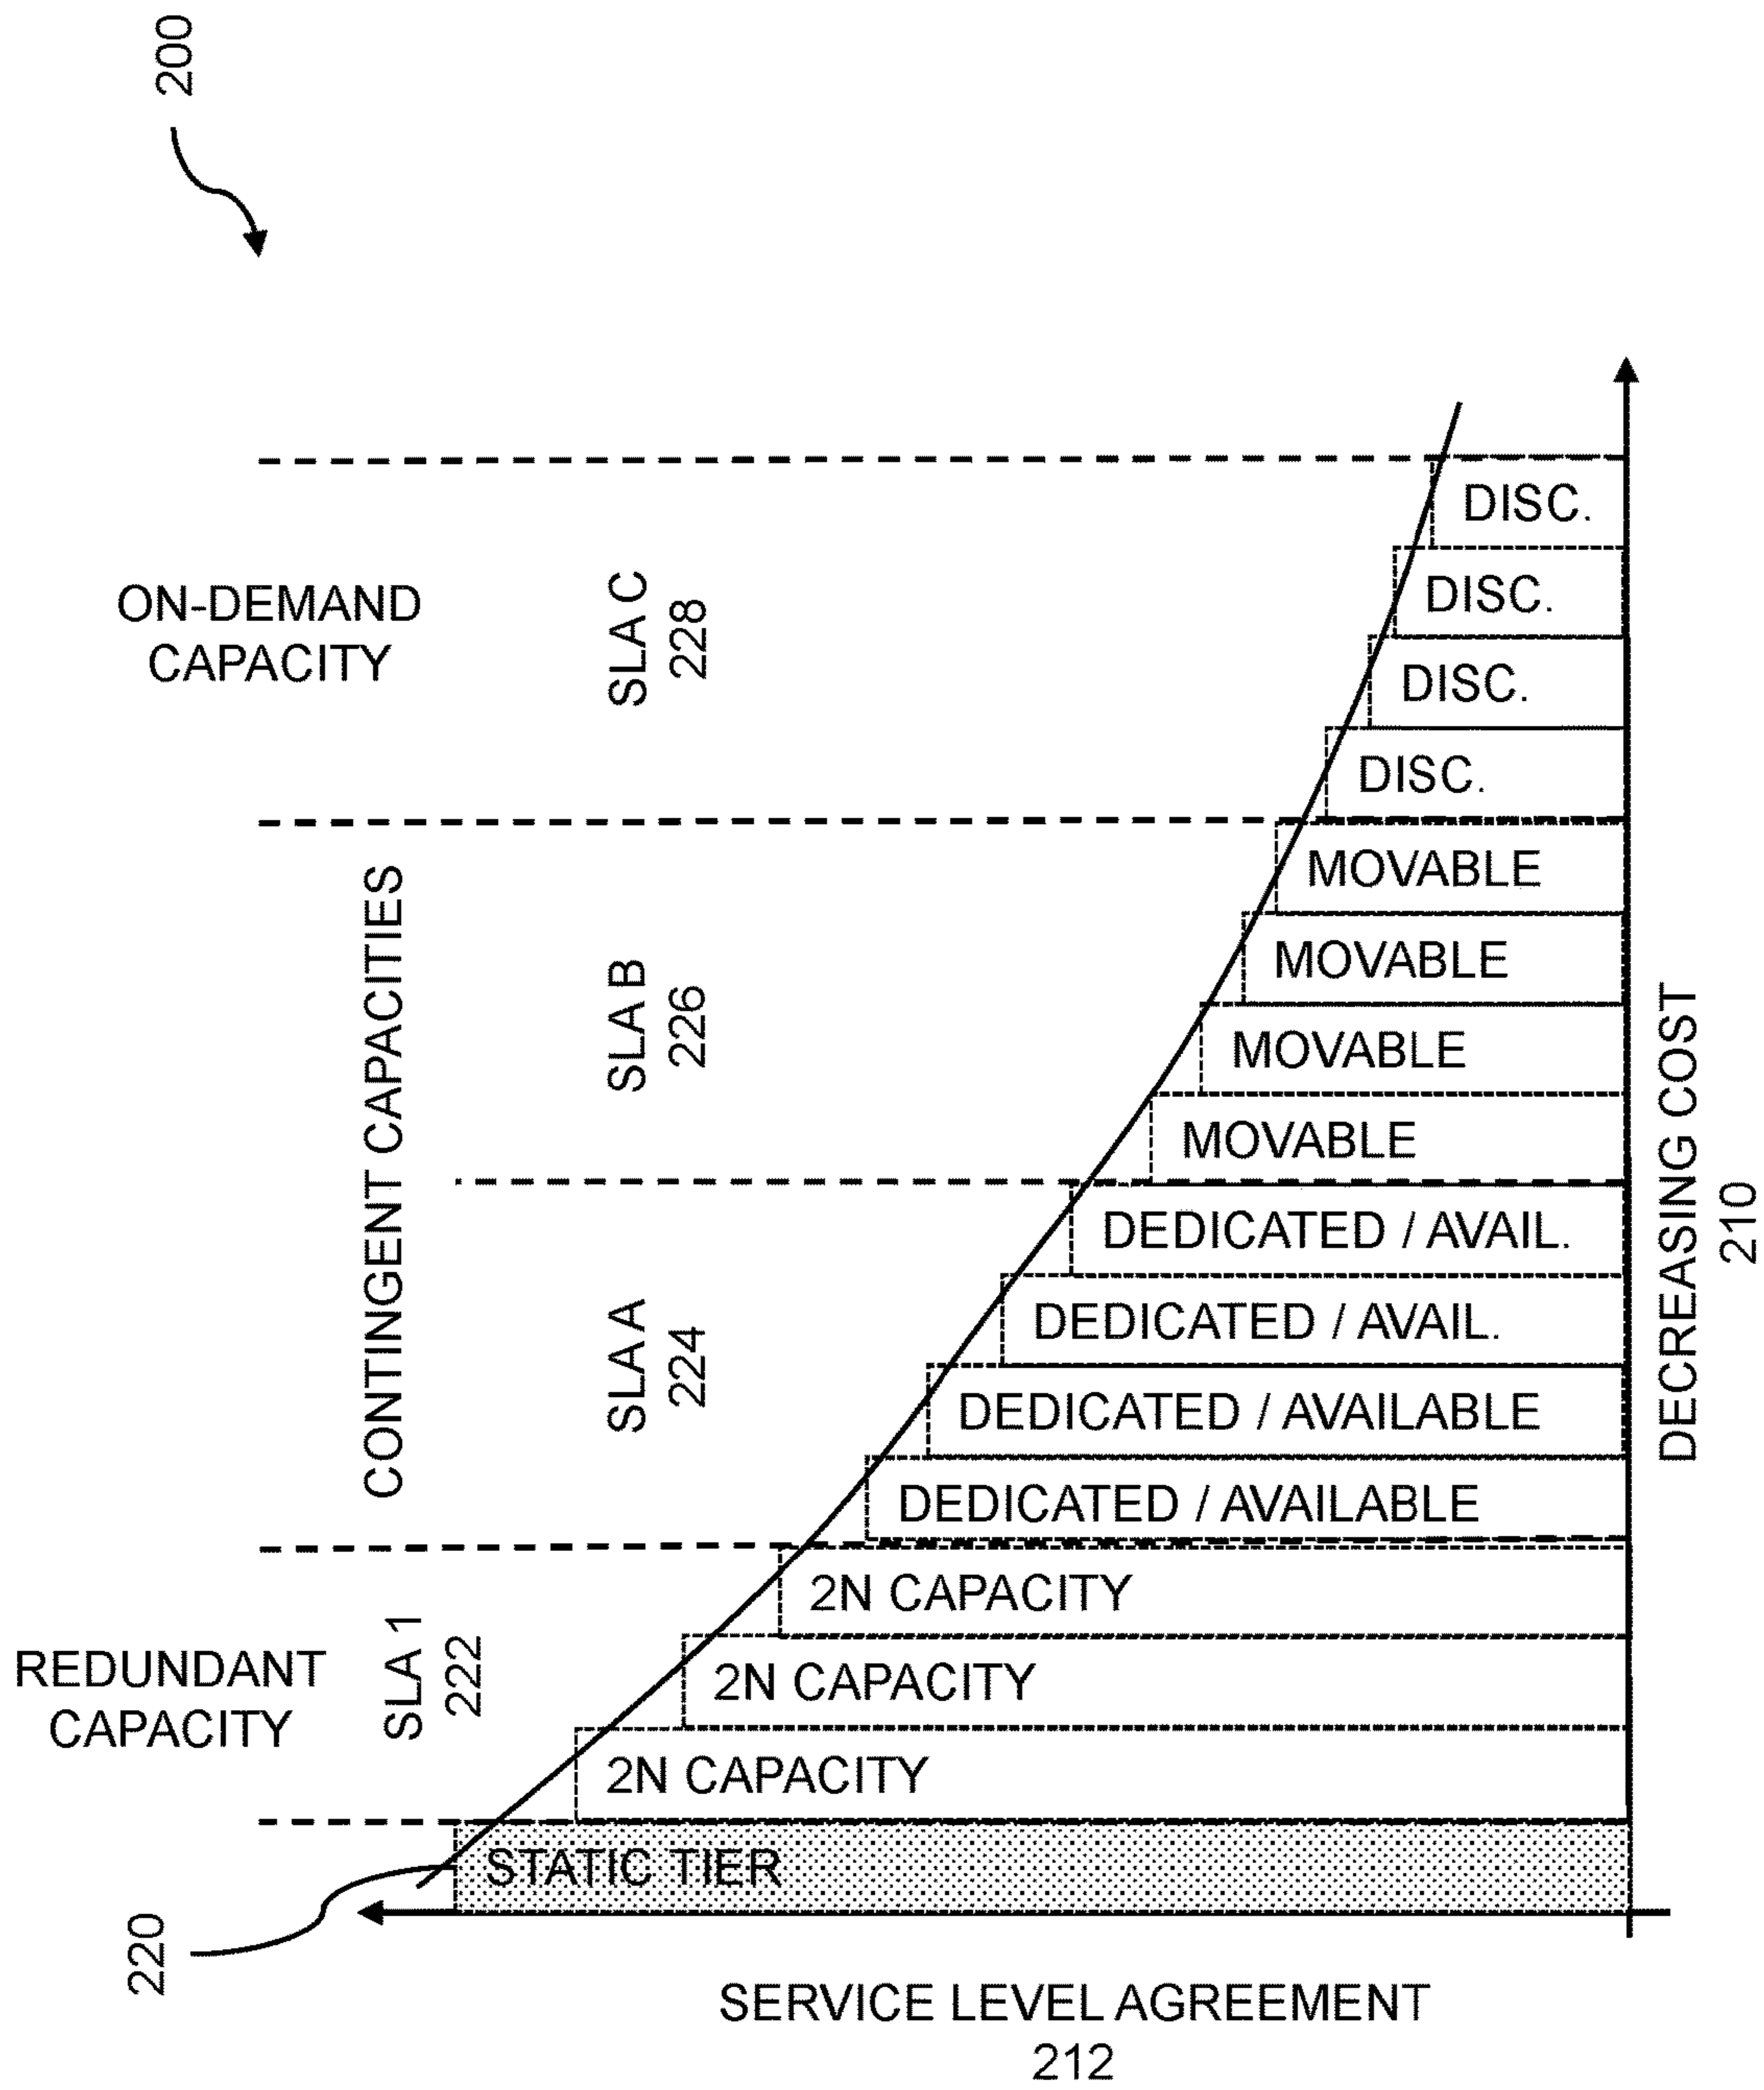 200
ON-DEMAND
CAPACITY
SLA C
228
CONTINGENT CAPACITIES
SLA B
226
SLA A
224
REDUNDANT
CAPACITY
SLA 1
222
220
STATIC TIER
2N CAPACITY
2N CAPACITY
2N CAPACITY
DEDICATED / AVAILABLE
DEDICATED / AVAILABLE
DEDICATED / AVAIL.
DEDICATED / AVAIL.
MOVABLE
MOVABLE
MOVABLE
MOVABLE
DISC.
DISC.
DISC.
DISC.
DECREASING COST
210
SERVICE LEVEL AGREEMENT
212